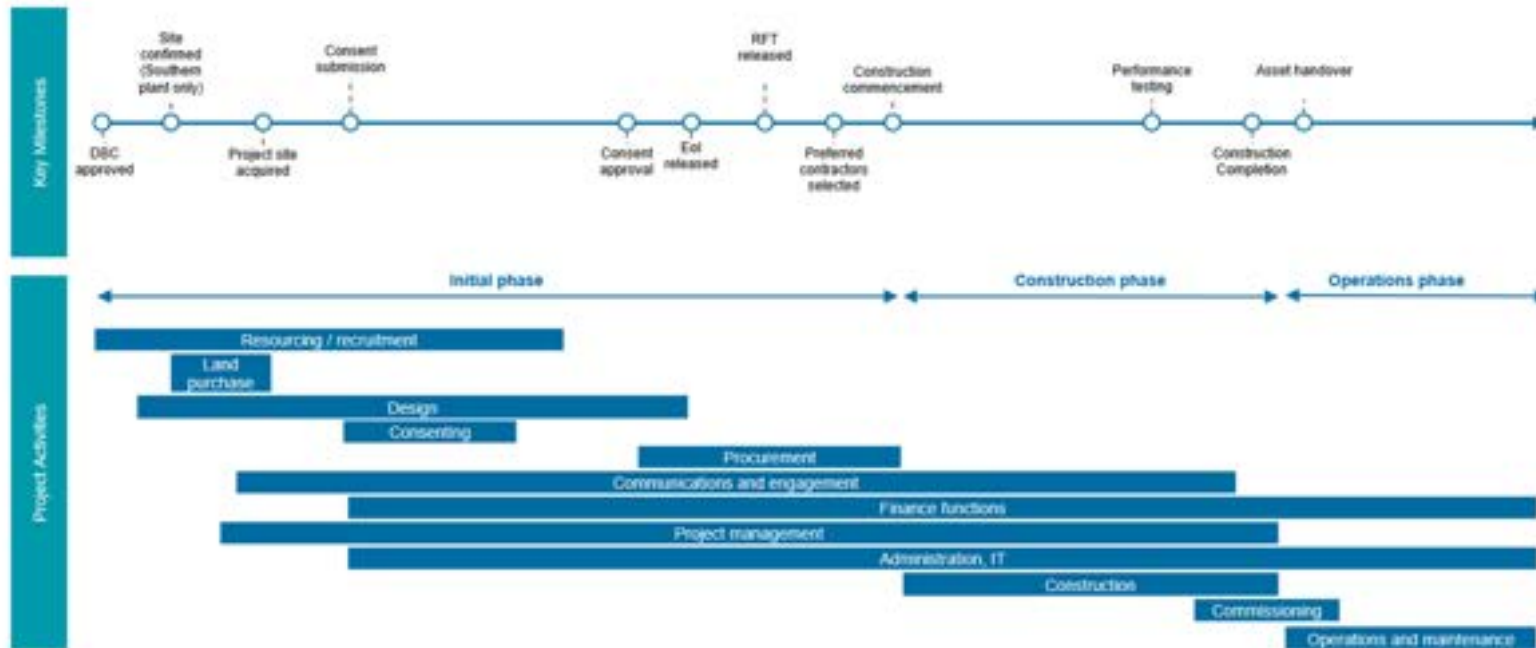 Key Milestones
Site
confirmed
(Southern
plant only)
Consent
submission
RFT
released
Construction
commencement
Performance
testing
Asset handover
DBC
approved
Project site
acquired
Consent
approval
EoI
released
Preferred
contractors
selected
Construction
Completion
Project Activities
Initial phase
Construction phase
Operations phase
Resourcing / recruitment
Land
purchase
Design
Consenting
Procurement
Communications and engagement
Finance functions
Project management
Administration, IT
Construction
Commissioning
Operations and maintenance